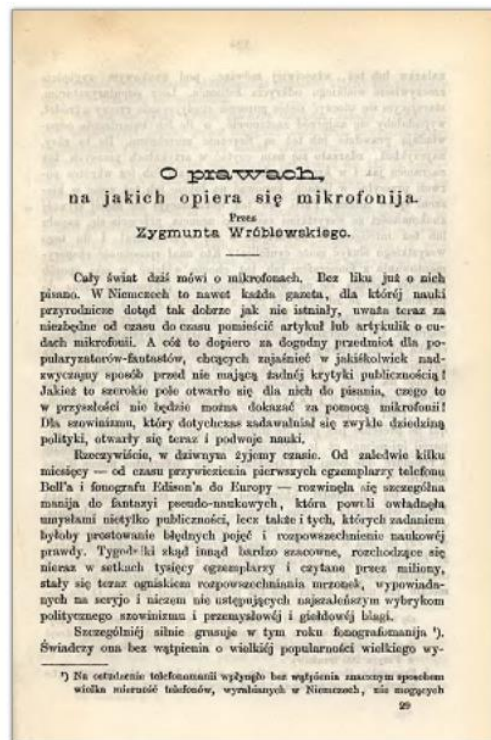 O prawach,
na jakich opiera się mikrofonija.
Przez
Zygmunta Wróblewskiego.
Cały świat dziś mówi o mikrofonach. Bez liku już o nich
pisano. W Niemczech to nawet każda gazeta, dla któréj nauki
przyrodnicze dotąd tak dobrze jak nie istniały, uważa teraz za
niezbędne od czasu do czasu pomieścić artykuł lub artykulik o cu-
dach mikrofonii. A cóż to dopiero za dogodny przedmiot dla po-
pularyzatorów-fantastów, chcących zajaśnieć w jakiśkolwiek nad-
zwyczajny sposób przed nie mającą żadnéj krytyki publicznością!
Jakież to szerokie pole otwarło się dla nich do pisania, czego to
w przyszłości nie będzie można dokazać za pomocą mikrofonii!
Dla szowinizmu, który dotychczas zadawalniał się zwykle dziedziną
polityki, otwarły się teraz i podwoje nauki.
Rzeczywiście, w dziwnym żyjemy czasie. Od zaledwie kilku
miesięcy — od czasu przywiezienia pierwszych egzemplarzy telefonu
Bell'a i fonografu Edison'a do Europy — rozwinęła się szczególna
manija do fantazyi pseudo-naukowych, która powoli owładnęła
umysłami nietylko publiczności, lecz także i tych, których zadaniem
byłoby prostowanie błędnych pojęć i rozpowszechnienie naukowéj
prawdy. Tygodniki zkąd innąd bardzo szacowne, rozchodzące się
nieraz w setkach tysięcy egzemplarzy i czytane przez miliony,
stały się teraz ogniskiem rozpowszechniania mrzonek, wypowiada-
nych na seryjo i niczem nie ustępujących najszaleńszym wybrykom
politycznego szowinizmu i przemysłowéj i giełdowéj blagi.
Szczególniéj silnie grasuje w tym roku fonografomanija ¹).
Świadczy ona bez wątpienia o wielkiéj popularności wielkiego wy-
¹) Na ostudzenie telefonomanii wpłynęło bez wątpienia znacznym sposobem
wielka mierność telefonów, wyrabianych w Niemczech, nie mogących
29